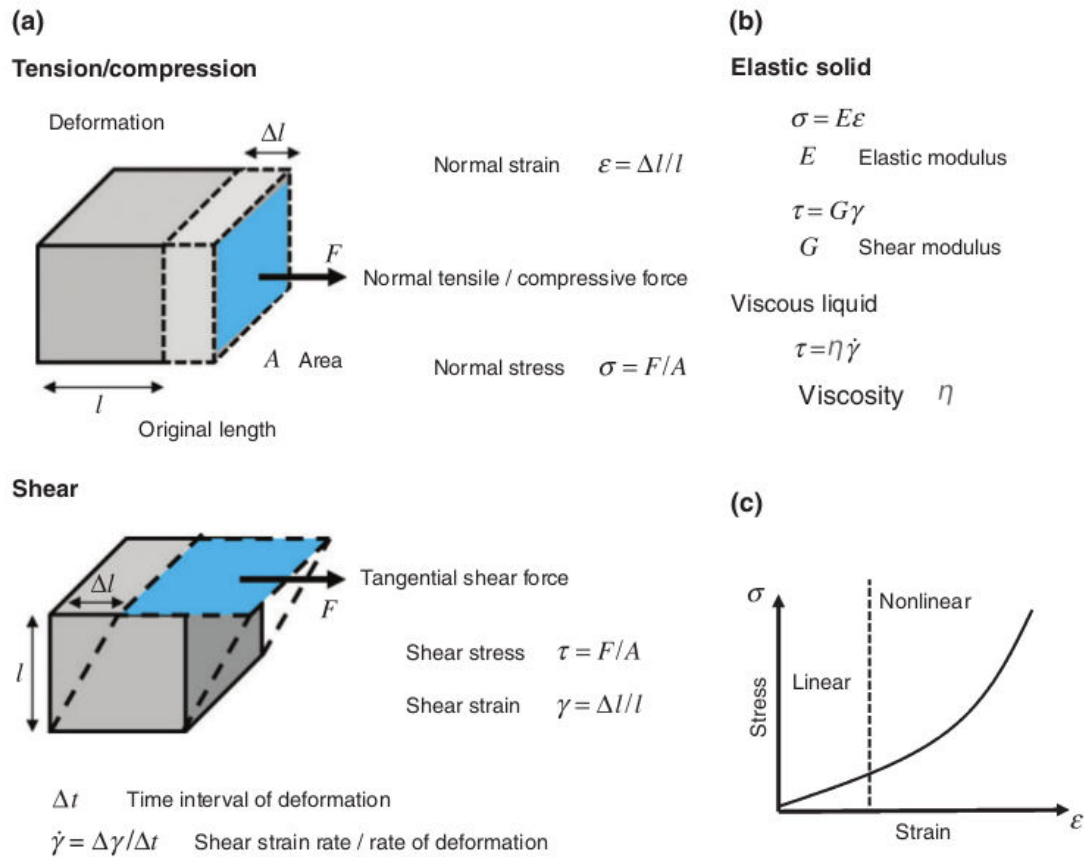 (a)
Tension/compression
Deformation
Δl
Normal strain ε = Δl/l
F
Normal tensile / compressive force
A Area
Normal stress σ = F/A
l
Original length
Shear
Δl
Tangential shear force
F
l
Shear stress τ = F/A
Shear strain γ = Δl/l
Δt Time interval of deformation
γ̇ = Δγ/Δt Shear strain rate / rate of deformation
(b)
Elastic solid
σ = Eε
E Elastic modulus
τ = Gγ
G Shear modulus
Viscous liquid
τ = ηγ̇
Viscosity η
(c)
σ
Nonlinear
Linear
Stress
Strain
ε